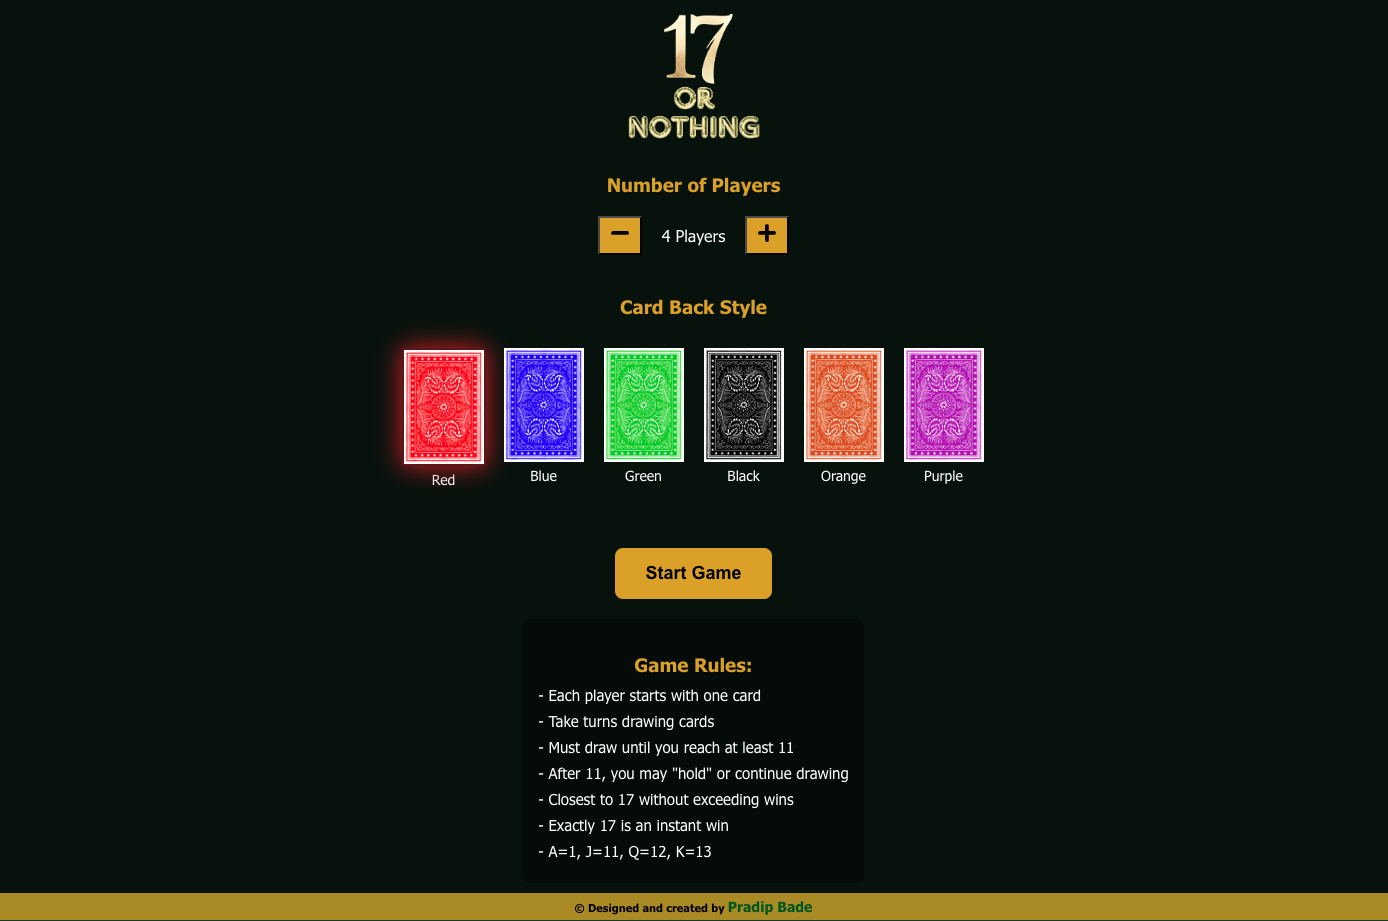 17
OR
NOTHING
Number of Players
− 4 Players +
Card Back Style
Red Blue Green Black Orange Purple
Start Game
Game Rules:
- Each player starts with one card
- Take turns drawing cards
- Must draw until you reach at least 11
- After 11, you may "hold" or continue drawing
- Closest to 17 without exceeding wins
- Exactly 17 is an instant win
- A=1, J=11, Q=12, K=13
© Designed and created by Pradip Bade